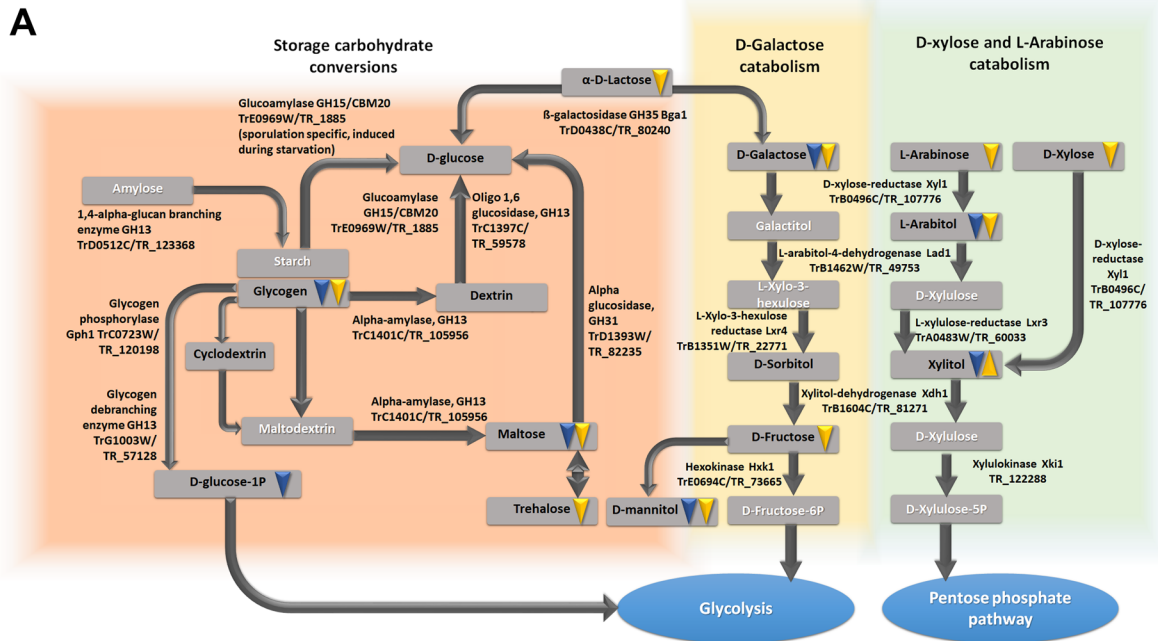 A
Storage carbohydrate
conversions
D-Galactose
catabolism
D-xylose and L-Arabinose
catabolism
α-D-Lactose
Glucoamylase GH15/CBM20
TrE0969W/TR_1885
(sporulation specific, induced
during starvation)
ß-galactosidase GH35 Bga1
TrD0438C/TR_80240
D-glucose
D-Galactose
L-Arabinose
D-Xylose
Amylose
1,4-alpha-glucan branching
enzyme GH13
TrD0512C/TR_123368
Glucoamylase
GH15/CBM20
TrE0969W/TR_1885
Oligo 1,6
glucosidase, GH13
TrC1397C/
TR_59578
D-xylose-reductase Xyl1
TrB0496C/TR_107776
Galactitol
L-Arabitol
L-arabitol-4-dehydrogenase Lad1
TrB1462W/TR_49753
D-xylose-
reductase
Xyl1
TrB0496C/
TR_107776
Starch
Glycogen
Dextrin
L-Xylo-3-
hexulose
D-Xylulose
Glycogen
phosphorylase
Gph1 TrC0723W/
TR_120198
Alpha-amylase, GH13
TrC1401C/TR_105956
Alpha
glucosidase,
GH31
TrD1393W/
TR_82235
L-Xylo-3-hexulose
reductase Lxr4
TrB1351W/TR_22771
L-xylulose-reductase Lxr3
TrA0483W/TR_60033
Cyclodextrin
D-Sorbitol
Xylitol
Glycogen
debranching
enzyme GH13
TrG1003W/
TR_57128
Alpha-amylase, GH13
TrC1401C/TR_105956
Xylitol-dehydrogenase Xdh1
TrB1604C/TR_81271
Maltodextrin
Maltose
D-Fructose
D-Xylulose
Hexokinase Hxk1
TrE0694C/TR_73665
Xylulokinase Xki1
TR_122288
D-glucose-1P
Trehalose
D-mannitol
D-Fructose-6P
D-Xylulose-5P
Glycolysis
Pentose phosphate
pathway